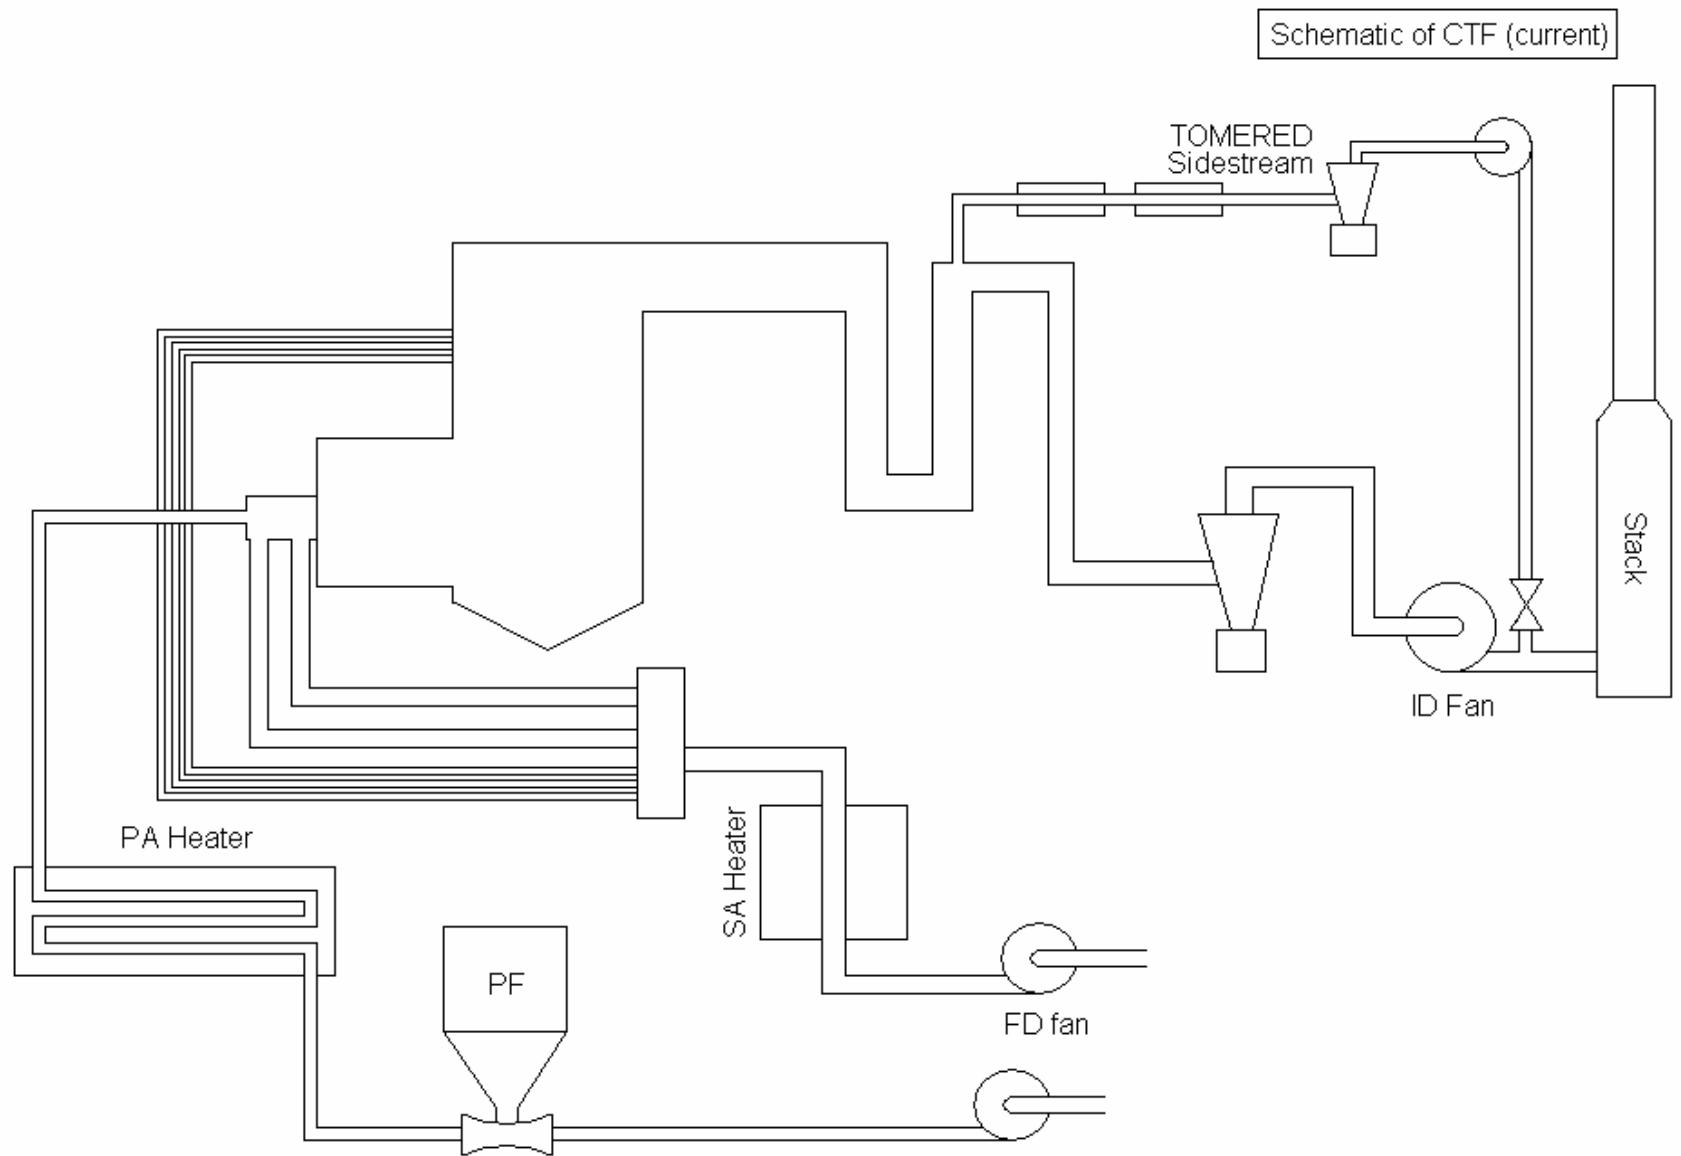 Schematic of CTF (current)
TOMERED
Sidestream
Stack
ID Fan
PA Heater
SA Heater
PF
FD fan